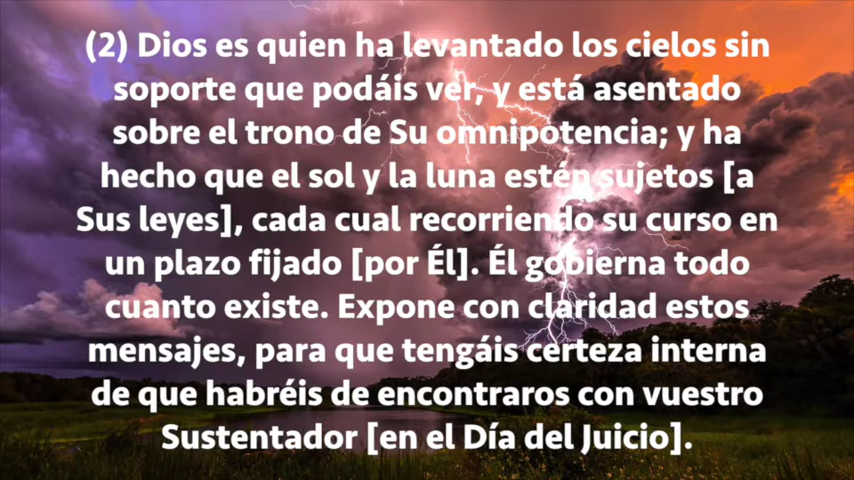 (2) Dios es quien ha levantado los cielos sin
soporte que podáis ver, y está asentado
sobre el trono de Su omnipotencia; y ha
hecho que el sol y la luna estén sujetos [a
Sus leyes], cada cual recorriendo su curso en
un plazo fijado [por Él]. Él gobierna todo
cuanto existe. Expone con claridad estos
mensajes, para que tengáis certeza interna
de que habréis de encontraros con vuestro
Sustentador [en el Día del Juicio].